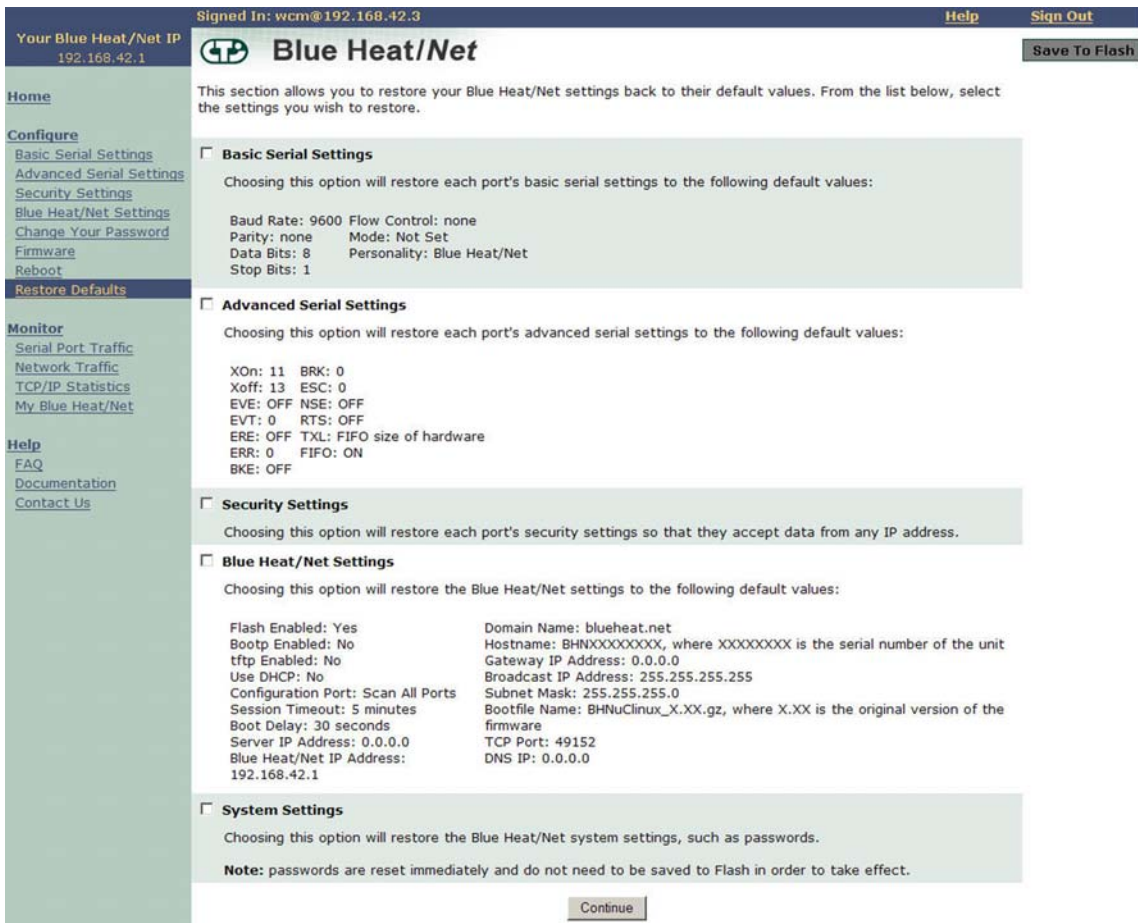 Signed In: wcm@192.168.42.3
Help
Sign Out
Your Blue Heat/Net IP
192.168.42.1
CTP
Blue Heat/Net
Save To Flash
Home
Configure
Basic Serial Settings
Advanced Serial Settings
Security Settings
Blue Heat/Net Settings
Change Your Password
Firmware
Reboot
Restore Defaults
Monitor
Serial Port Traffic
Network Traffic
TCP/IP Statistics
My Blue Heat/Net
Help
FAQ
Documentation
Contact Us
This section allows you to restore your Blue Heat/Net settings back to their default values. From the list below, select
the settings you wish to restore.
Basic Serial Settings
Choosing this option will restore each port's basic serial settings to the following default values:
Baud Rate: 9600 Flow Control: none
Parity: none Mode: Not Set
Data Bits: 8 Personality: Blue Heat/Net
Stop Bits: 1
Advanced Serial Settings
Choosing this option will restore each port's advanced serial settings to the following default values:
XOn: 11 BRK: 0
Xoff: 13 ESC: 0
EVE: OFF NSE: OFF
EVT: 0 RTS: OFF
ERE: OFF TXL: FIFO size of hardware
ERR: 0 FIFO: ON
BKE: OFF
Security Settings
Choosing this option will restore each port's security settings so that they accept data from any IP address.
Blue Heat/Net Settings
Choosing this option will restore the Blue Heat/Net settings to the following default values:
Flash Enabled: Yes
Bootp Enabled: No
tftp Enabled: No
Use DHCP: No
Configuration Port: Scan All Ports
Session Timeout: 5 minutes
Boot Delay: 30 seconds
Server IP Address: 0.0.0.0
Blue Heat/Net IP Address:
192.168.42.1
Domain Name: blueheat.net
Hostname: BHNXXXXXXXX, where XXXXXXXX is the serial number of the unit
Gateway IP Address: 0.0.0.0
Broadcast IP Address: 255.255.255.255
Subnet Mask: 255.255.255.0
Bootfile Name: BHNuClinux_X.XX.gz, where X.XX is the original version of the
firmware
TCP Port: 49152
DNS IP: 0.0.0.0
System Settings
Choosing this option will restore the Blue Heat/Net system settings, such as passwords.
Note: passwords are reset immediately and do not need to be saved to Flash in order to take effect.
Continue